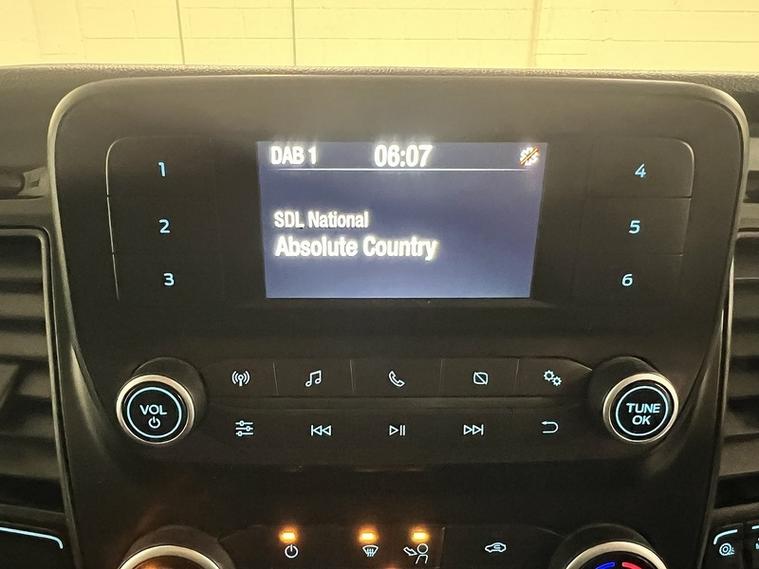 DAB 1 06:07
SDL National
Absolute Country
1
2
3
4
5
6
VOL
TUNE
OK